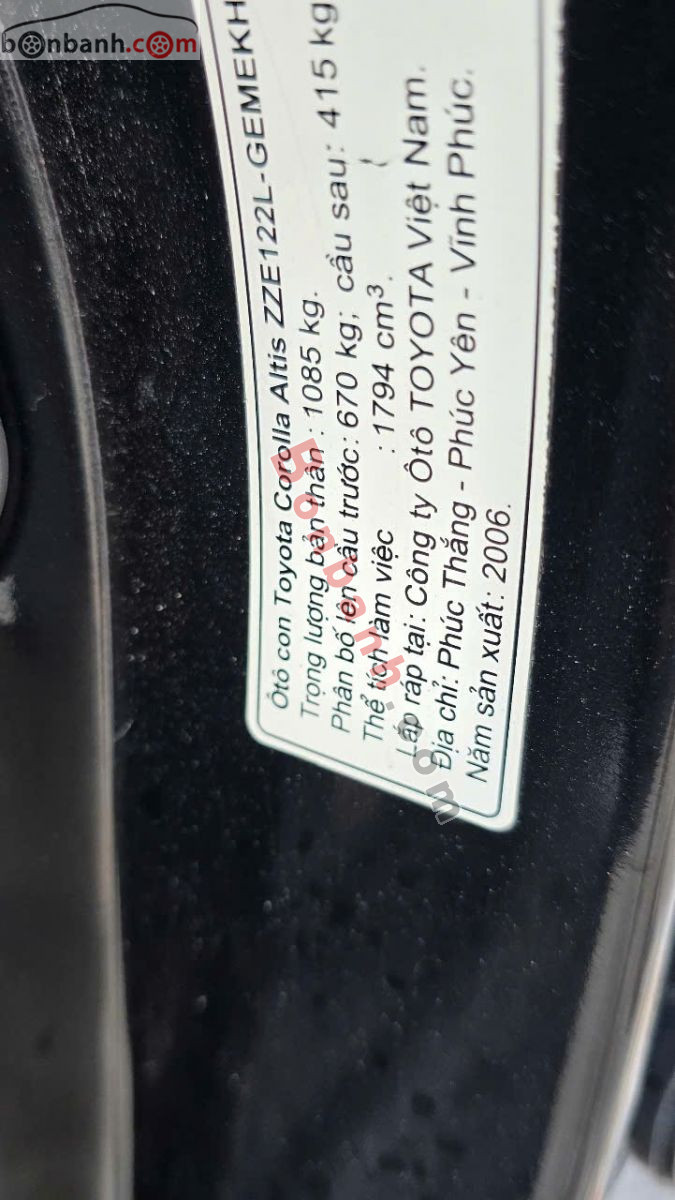 bonbanh.com
Ôtô con Toyota Corolla Altis ZZE122L-GEMEKH
Trọng lượng bản thân : 1085 kg.
Phân bố lên cầu trước: 670 kg; cầu sau: 415 kg
Thể tích làm việc : 1794 cm³.
Lắp ráp tại: Công ty Ôtô TOYOTA Việt Nam.
Địa chỉ: Phúc Thắng - Phúc Yên - Vĩnh Phúc.
Năm sản xuất: 2006.
Bonbanh.com